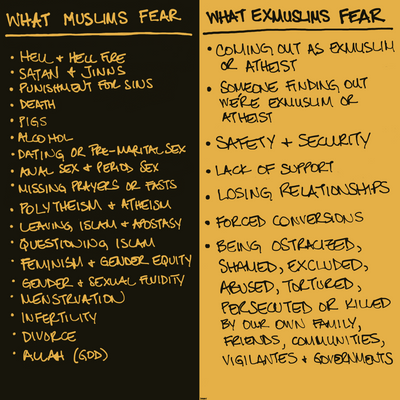 WHAT MUSLIMS FEAR
• HELL & HELL FIRE
• SATAN & JINNS
• PUNISHMENT FOR SINS
• DEATH
• PIGS
• ALCOHOL
• DATING OR PRE-MARITAL SEX
• ANAL SEX & PERIOD SEX
• MISSING PRAYERS OR FASTS
• POLYTHEISM & ATHEISM
• LEAVING ISLAM & APOSTASY
• QUESTIONING ISLAM
• FEMINISM & GENDER EQUITY
• GENDER & SEXUAL FLUIDITY
• MENSTRUATION
• INFERTILITY
• DIVORCE
• ALLAH (GOD)
WHAT EXMUSLIMS FEAR
• COMING OUT AS EXMUSLIM
OR ATHEIST
• SOMEONE FINDING OUT
WE'RE EXMUSLIM OR
ATHEIST
• SAFETY & SECURITY
• LACK OF SUPPORT
• LOSING RELATIONSHIPS
• FORCED CONVERSIONS
• BEING OSTRACIZED,
SHAMED, EXCLUDED,
ABUSED, TORTURED,
PERSECUTED OR KILLED
BY OUR OWN FAMILY,
FRIENDS, COMMUNITIES,
VIGILANTES & GOVERNMENTS